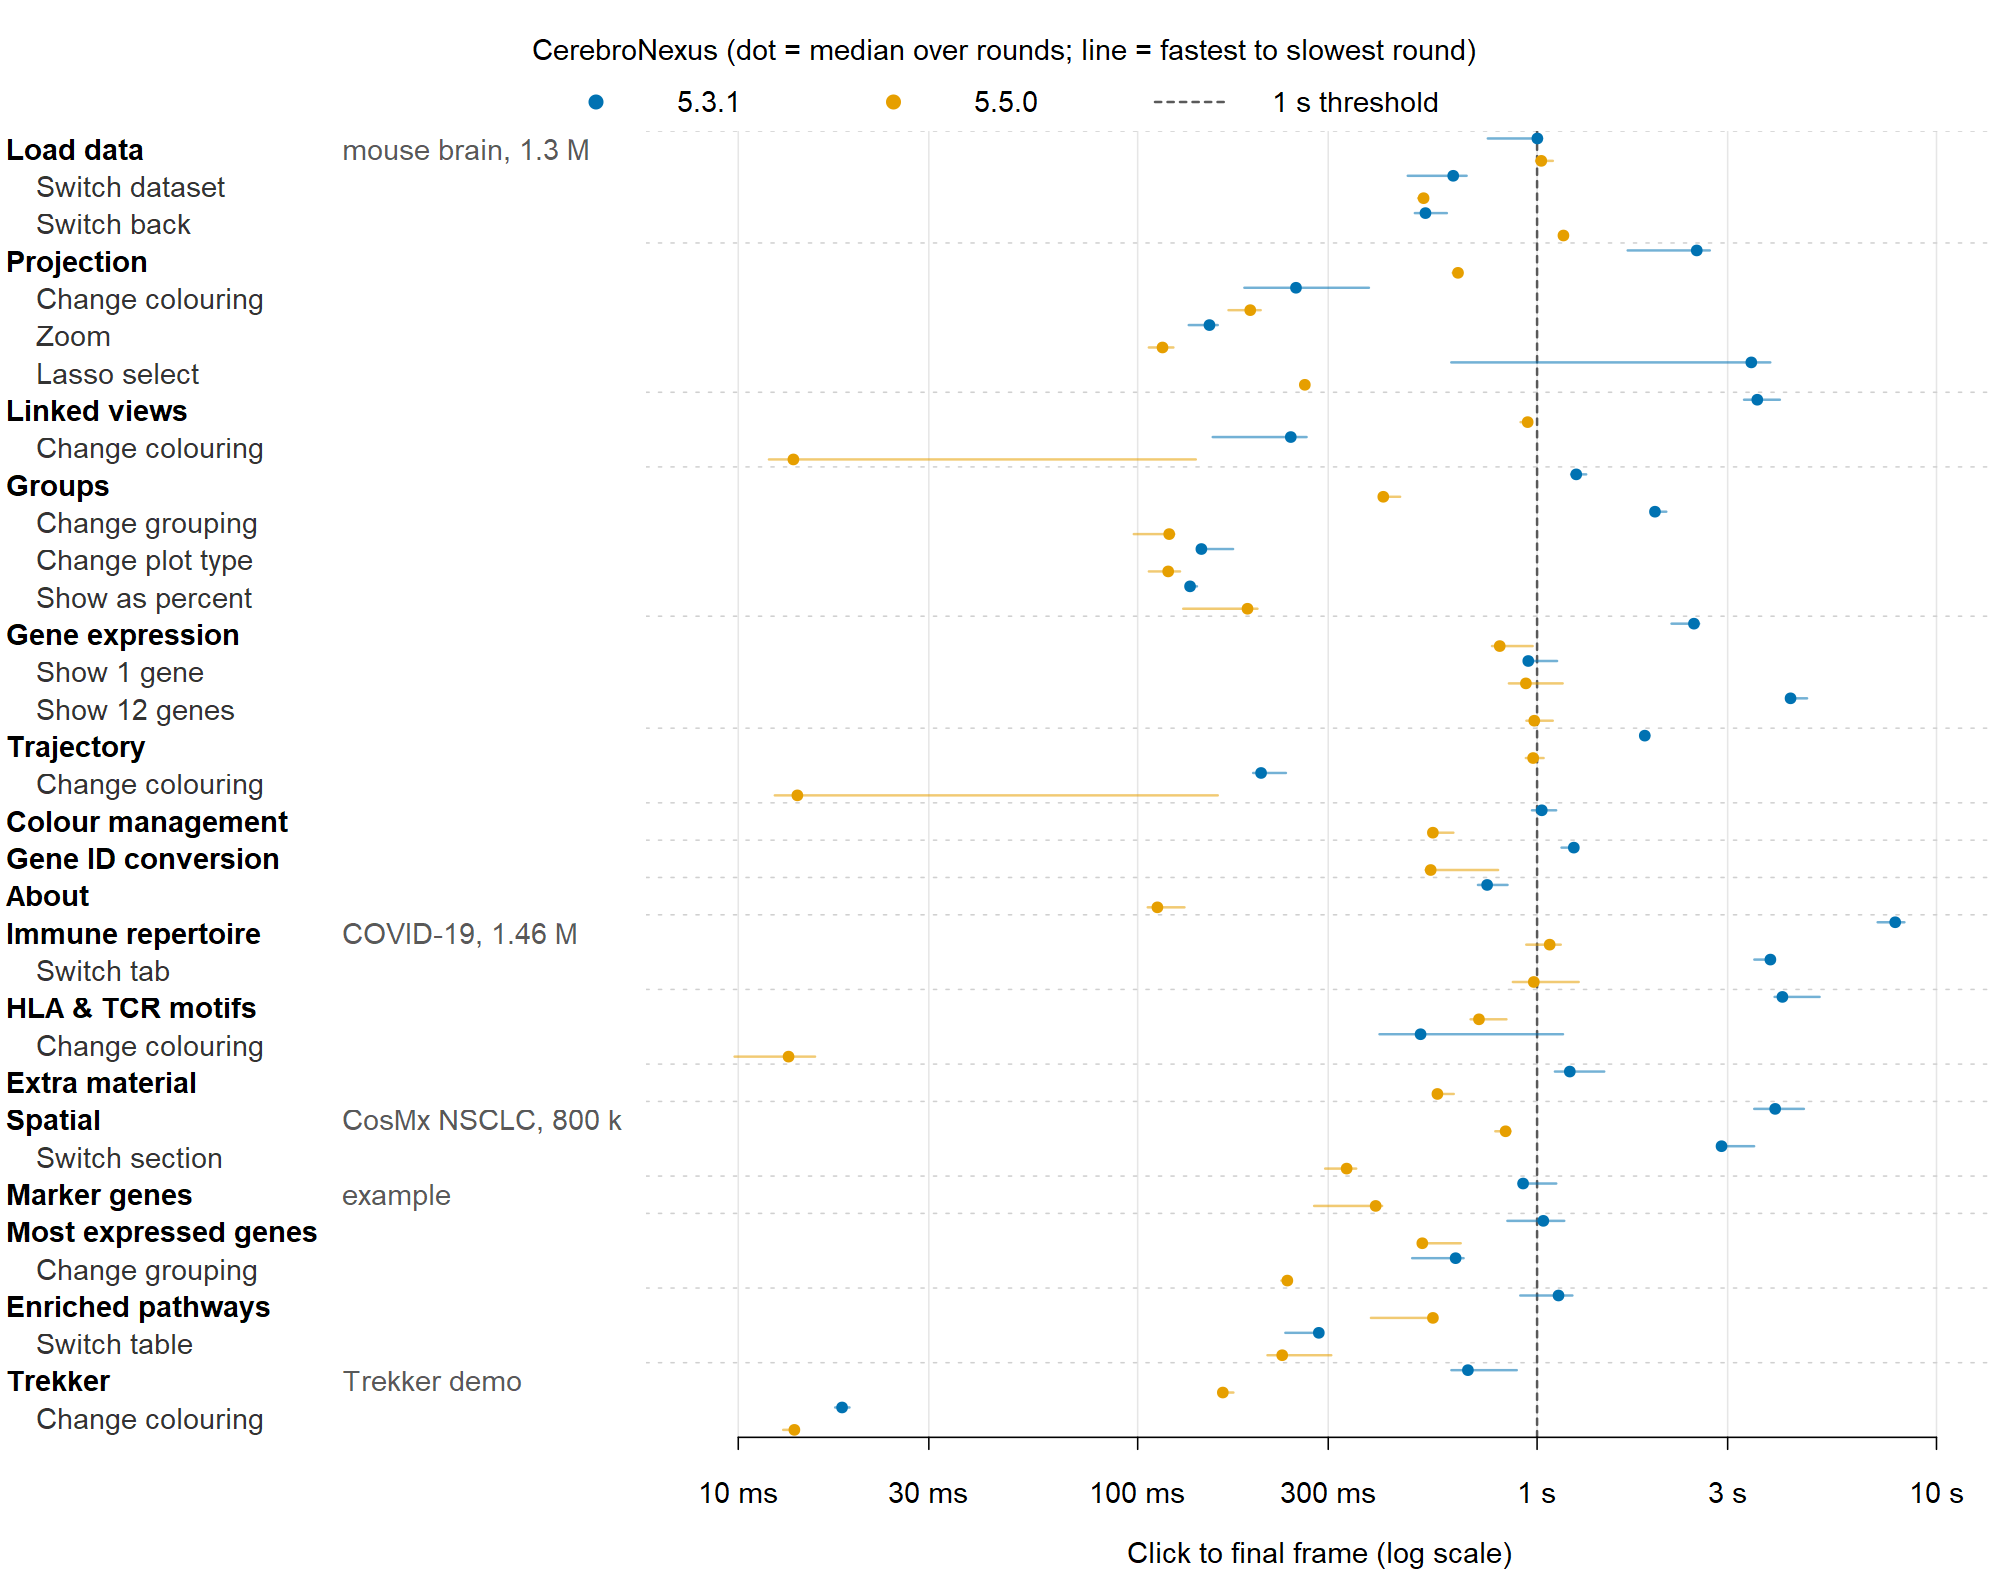 CerebroNexus (dot = median over rounds; line = fastest to slowest round)
5.3.1 5.5.0 1 s threshold
Load data mouse brain, 1.3 M
Switch dataset
Switch back
Projection
Change colouring
Zoom
Lasso select
Linked views
Change colouring
Groups
Change grouping
Change plot type
Show as percent
Gene expression
Show 1 gene
Show 12 genes
Trajectory
Change colouring
Colour management
Gene ID conversion
About
Immune repertoire COVID-19, 1.46 M
Switch tab
HLA & TCR motifs
Change colouring
Extra material
Spatial CosMx NSCLC, 800 k
Switch section
Marker genes example
Most expressed genes
Change grouping
Enriched pathways
Switch table
Trekker Trekker demo
Change colouring
10 ms 30 ms 100 ms 300 ms 1 s 3 s 10 s
Click to final frame (log scale)